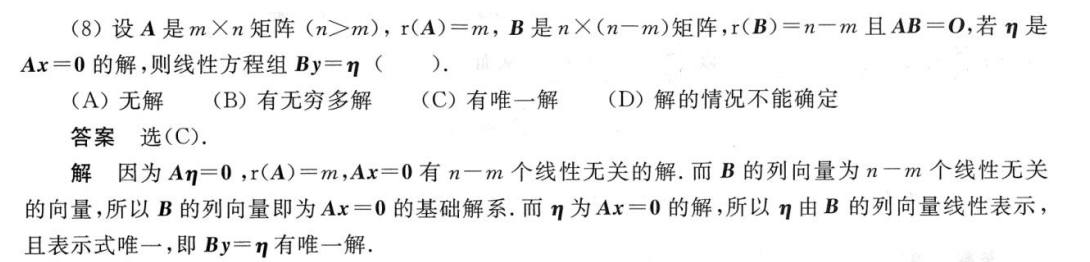 (8) 设 A 是 m×n 矩阵 (n>m), r(A)=m, B 是 n×(n-m)矩阵,r(B)=n-m 且 AB=O,若 η 是
Ax=0 的解,则线性方程组 By=η (    ).
(A) 无解    (B) 有无穷多解    (C) 有唯一解    (D) 解的情况不能确定
答案  选(C).
解  因为 Aη=0 ,r(A)=m,Ax=0 有 n-m 个线性无关的解. 而 B 的列向量为 n-m 个线性无关
的向量,所以 B 的列向量即为 Ax=0 的基础解系. 而 η 为 Ax=0 的解,所以 η 由 B 的列向量线性表示,
且表示式唯一,即 By=η 有唯一解.